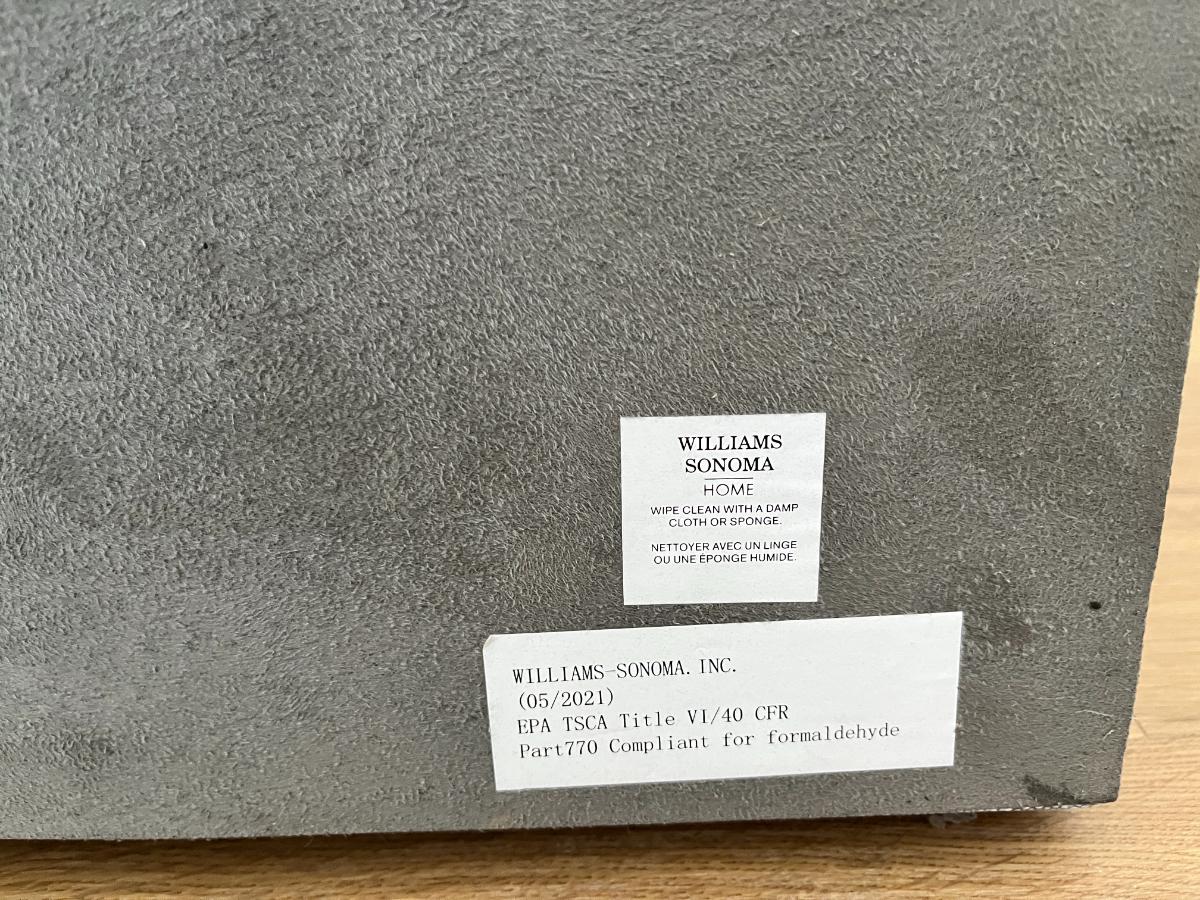 WILLIAMS
SONOMA
HOME
WIPE CLEAN WITH A DAMP
CLOTH OR SPONGE.
NETTOYER AVEC UN LINGE
OU UNE ÉPONGE HUMIDE.
WILLIAMS-SONOMA. INC.
(05/2021)
EPA TSCA Title VI/40 CFR
Part770 Compliant for formaldehyde